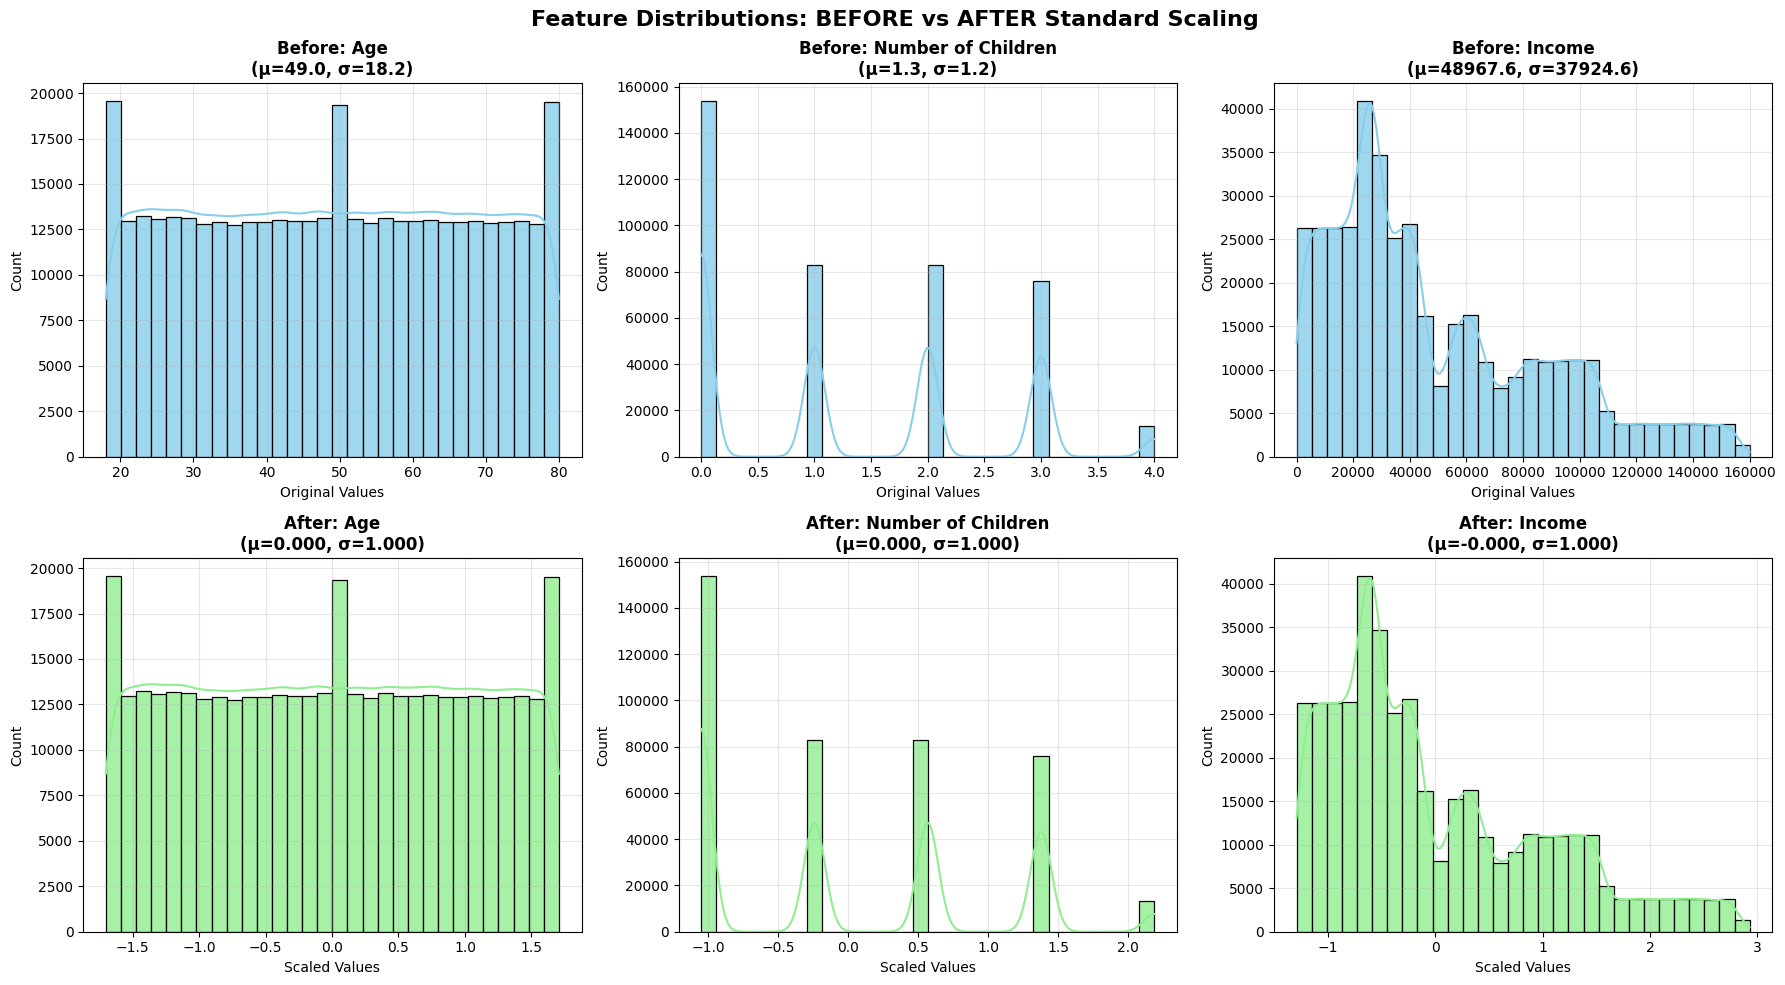 Feature Distributions: BEFORE vs AFTER Standard Scaling
Before: Age
(μ=49.0, σ=18.2)
20000
17500
15000
12500
10000
7500
5000
2500
0
Count
20 30 40 50 60 70 80
Original Values
Before: Number of Children
(μ=1.3, σ=1.2)
160000
140000
120000
100000
80000
60000
40000
20000
0
Count
0.0 0.5 1.0 1.5 2.0 2.5 3.0 3.5 4.0
Original Values
Before: Income
(μ=48967.6, σ=37924.6)
40000
35000
30000
25000
20000
15000
10000
5000
0
Count
0 20000 40000 60000 80000 100000 120000 140000 160000
Original Values
After: Age
(μ=0.000, σ=1.000)
20000
17500
15000
12500
10000
7500
5000
2500
0
Count
−1.5 −1.0 −0.5 0.0 0.5 1.0 1.5
Scaled Values
After: Number of Children
(μ=0.000, σ=1.000)
160000
140000
120000
100000
80000
60000
40000
20000
0
Count
−1.0 −0.5 0.0 0.5 1.0 1.5 2.0
Scaled Values
After: Income
(μ=-0.000, σ=1.000)
40000
35000
30000
25000
20000
15000
10000
5000
0
Count
−1 0 1 2 3
Scaled Values